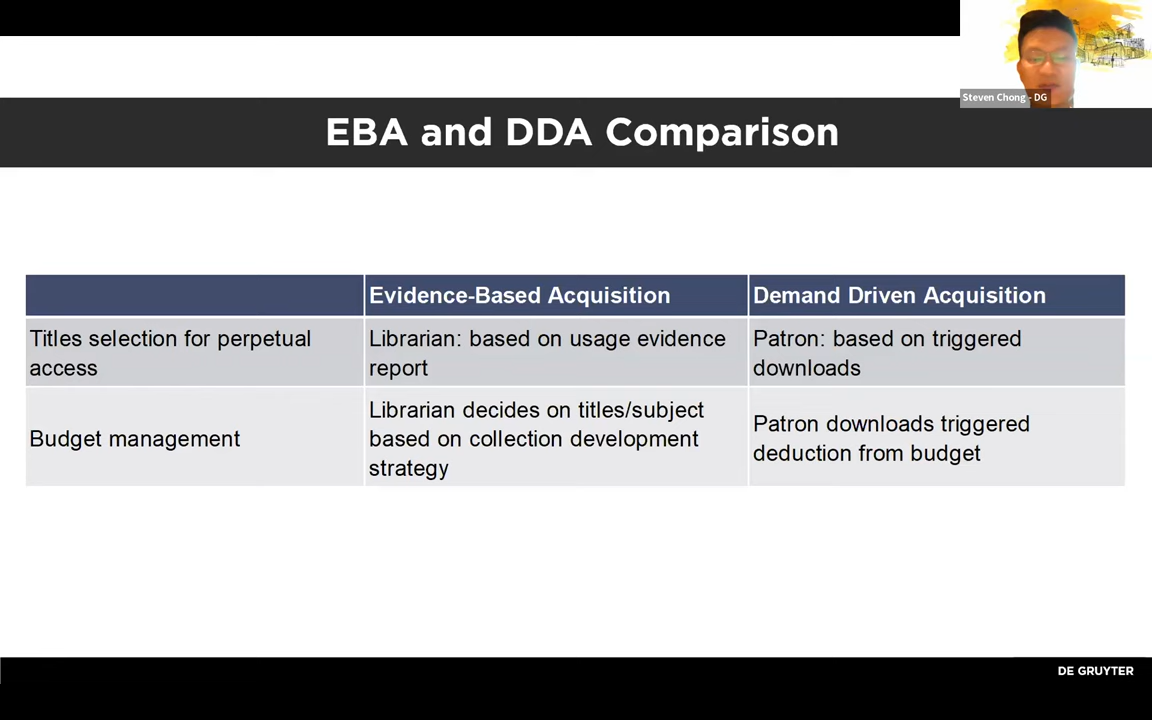 Steven Chong - DG
EBA and DDA Comparison
Evidence-Based Acquisition
Demand Driven Acquisition
Titles selection for perpetual
access
Librarian: based on usage evidence
report
Patron: based on triggered
downloads
Budget management
Librarian decides on titles/subject
based on collection development
strategy
Patron downloads triggered
deduction from budget
DE GRUYTER